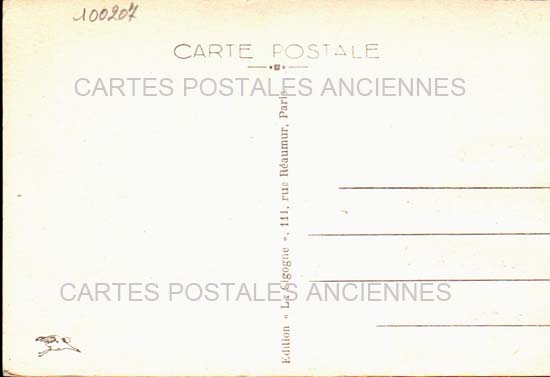 100207
CARTE POSTALE
CARTES POSTALES ANCIENNES
Edition « La Cigogne », 111, rue Réaumur, Paris
CARTES POSTALES ANCIENNES